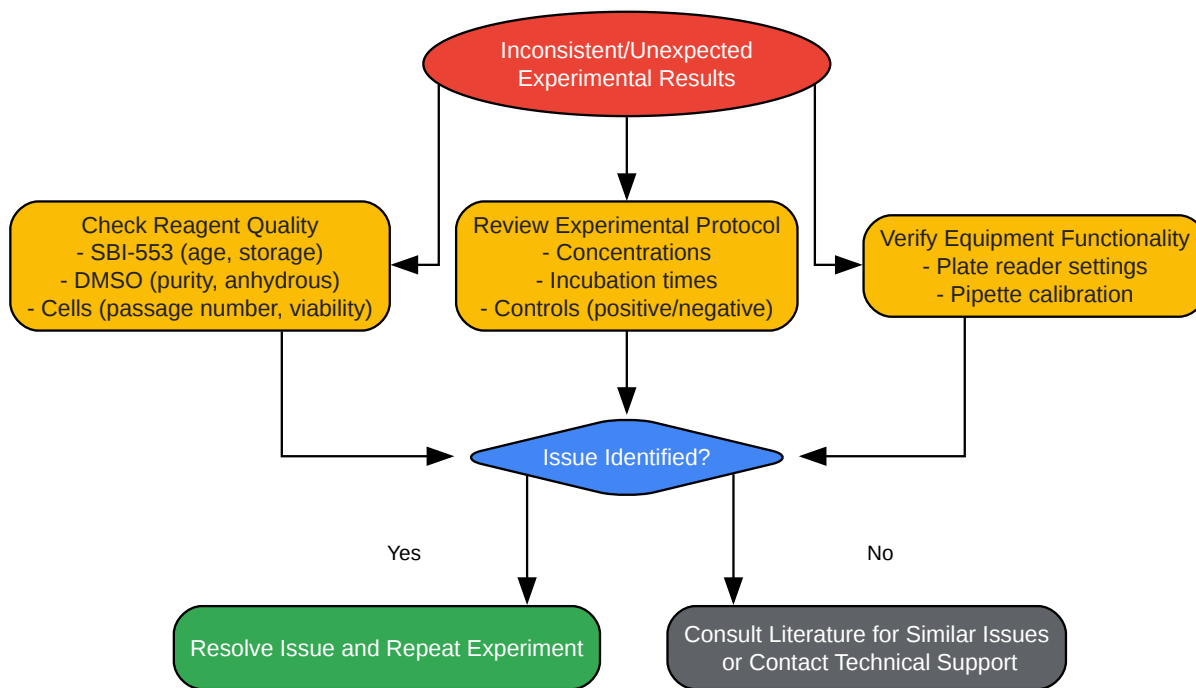 Inconsistent/Unexpected
Experimental Results
Check Reagent Quality
- SBI-553 (age, storage)
- DMSO (purity, anhydrous)
- Cells (passage number, viability)
Review Experimental Protocol
- Concentrations
- Incubation times
- Controls (positive/negative)
Verify Equipment Functionality
- Plate reader settings
- Pipette calibration
Issue Identified?
Yes
No
Resolve Issue and Repeat Experiment
Consult Literature for Similar Issues
or Contact Technical Support